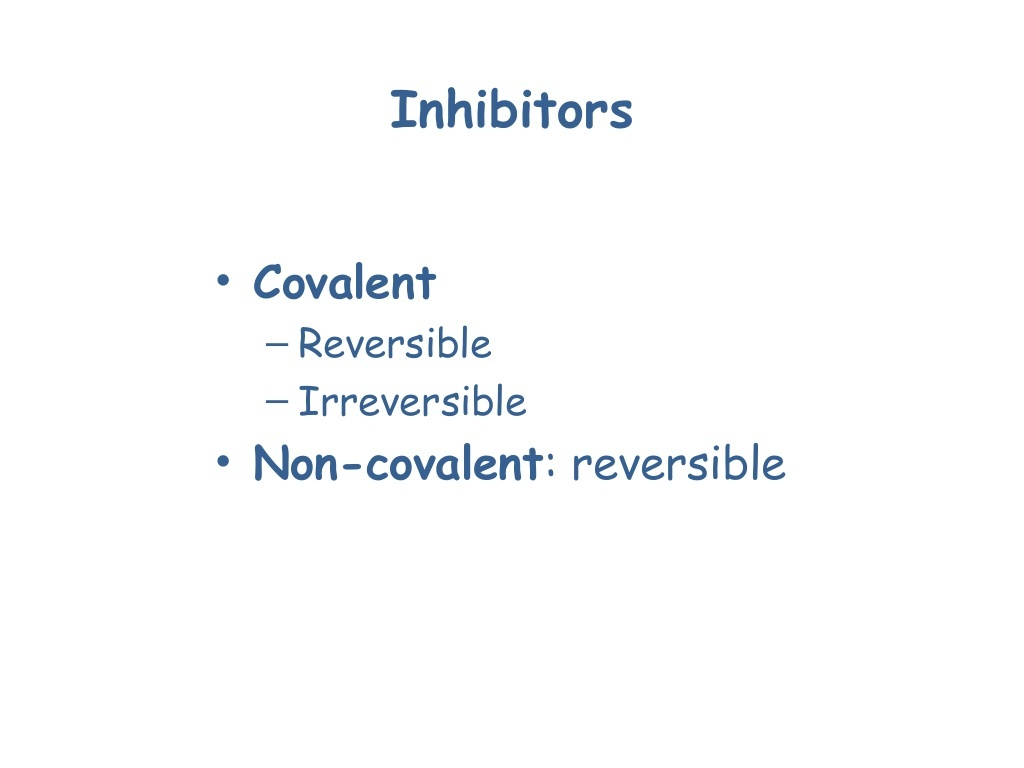 Inhibitors
• Covalent
– Reversible
– Irreversible
• Non-covalent: reversible